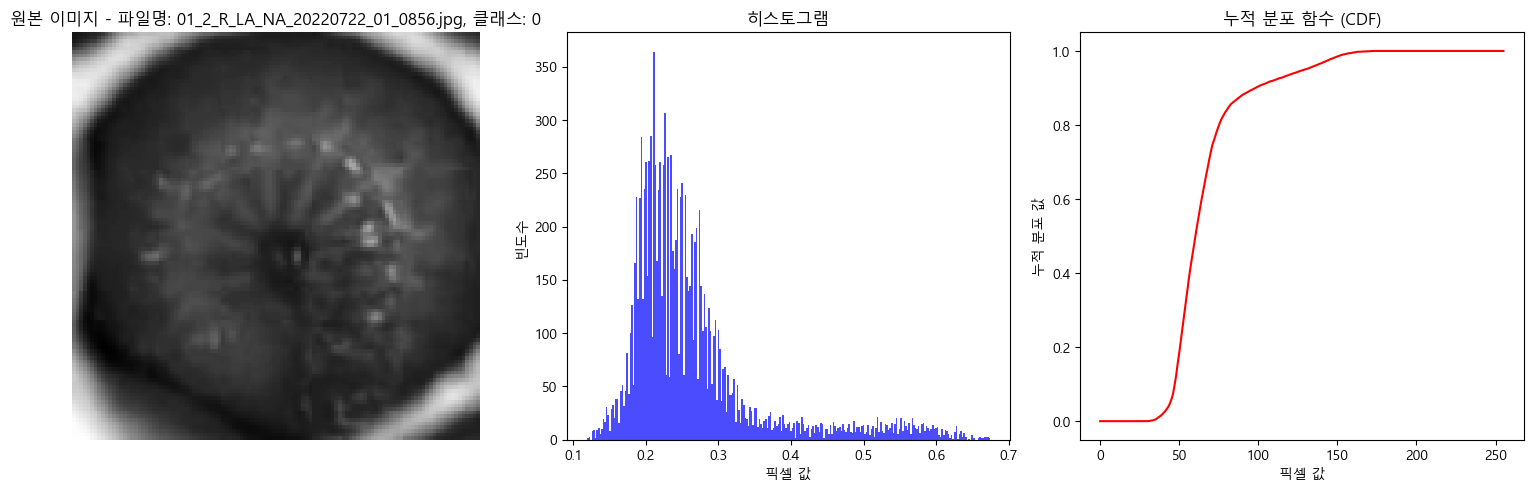 원본 이미지 - 파일명: 01_2_R_LA_NA_20220722_01_0856.jpg, 클래스: 0
히스토그램
빈도수
350
300
250
200
150
100
50
0
0.1 0.2 0.3 0.4 0.5 0.6 0.7
픽셀 값
누적 분포 함수 (CDF)
누적 분포 값
1.0
0.8
0.6
0.4
0.2
0.0
0 50 100 150 200 250
픽셀 값